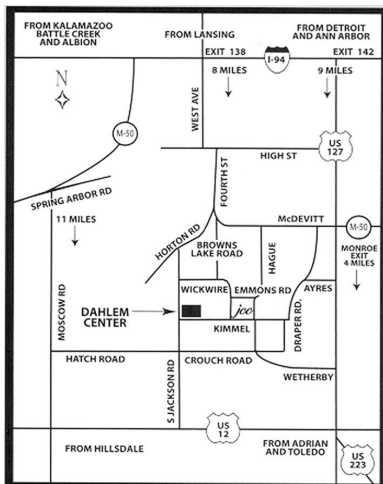 FROM KALAMAZOO
BATTLE CREEK
AND ALBION
FROM LANSING
FROM DETROIT
AND ANN ARBOR
EXIT 138
I-94
EXIT 142
N
8 MILES
9 MILES
WEST AVE
M-50
US
127
HIGH ST
SPRING ARBOR RD
FOURTH ST
11 MILES
McDEVITT
M-50
HORTON RD
BROWNS
LAKE ROAD
HAGUE
MONROE
EXIT
4 MILES
WICKWIRE
EMMONS RD
AYRES
MOSCOW RD
DAHLEM
CENTER
jcc
KIMMEL
DRAPER RD.
HATCH ROAD
CROUCH ROAD
S JACKSON RD
WETHERBY
US
12
FROM HILLSDALE
FROM ADRIAN
AND TOLEDO
US
223